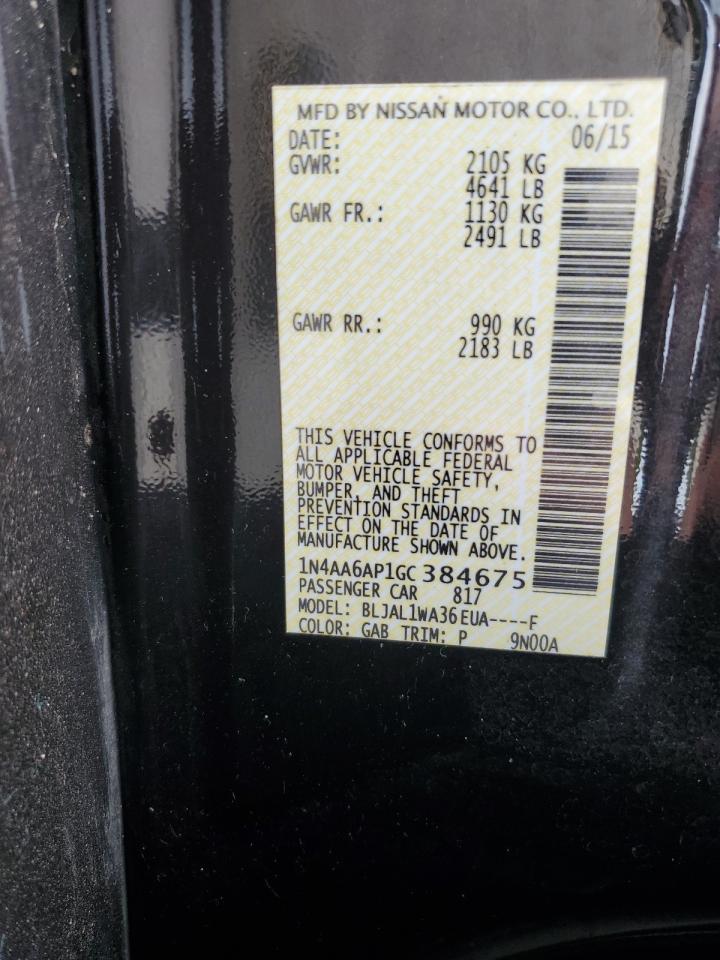 MFD BY NISSAN MOTOR CO., LTD.
DATE: 06/15
GVWR: 2105 KG
4641 LB
GAWR FR.: 1130 KG
2491 LB
GAWR RR.: 990 KG
2183 LB
THIS VEHICLE CONFORMS TO
ALL APPLICABLE FEDERAL
MOTOR VEHICLE SAFETY,
BUMPER, AND THEFT
PREVENTION STANDARDS IN
EFFECT ON THE DATE OF
MANUFACTURE SHOWN ABOVE.
1N4AA6AP1GC384675
PASSENGER CAR 817
MODEL: BLJAL1WA36EUA----F
COLOR: GAB TRIM: P 9N00A